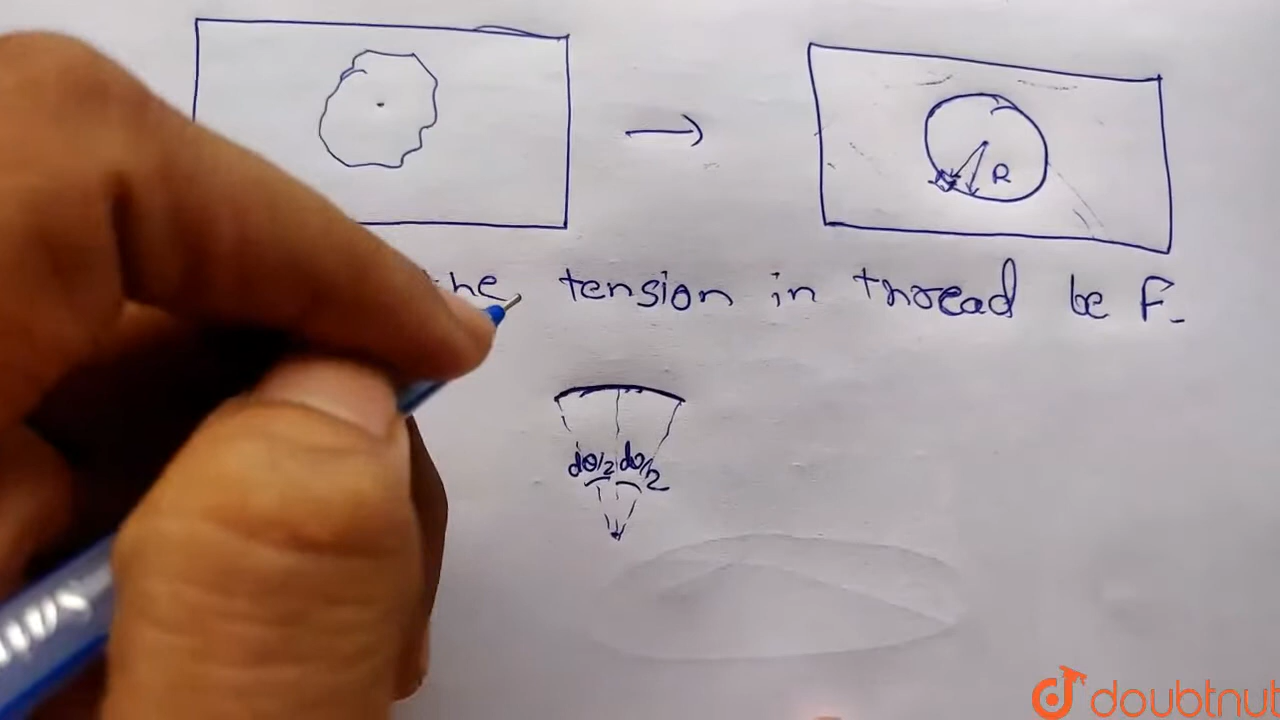 R
the tension in thread be F.
dθ/2 dθ/2
doubtnut